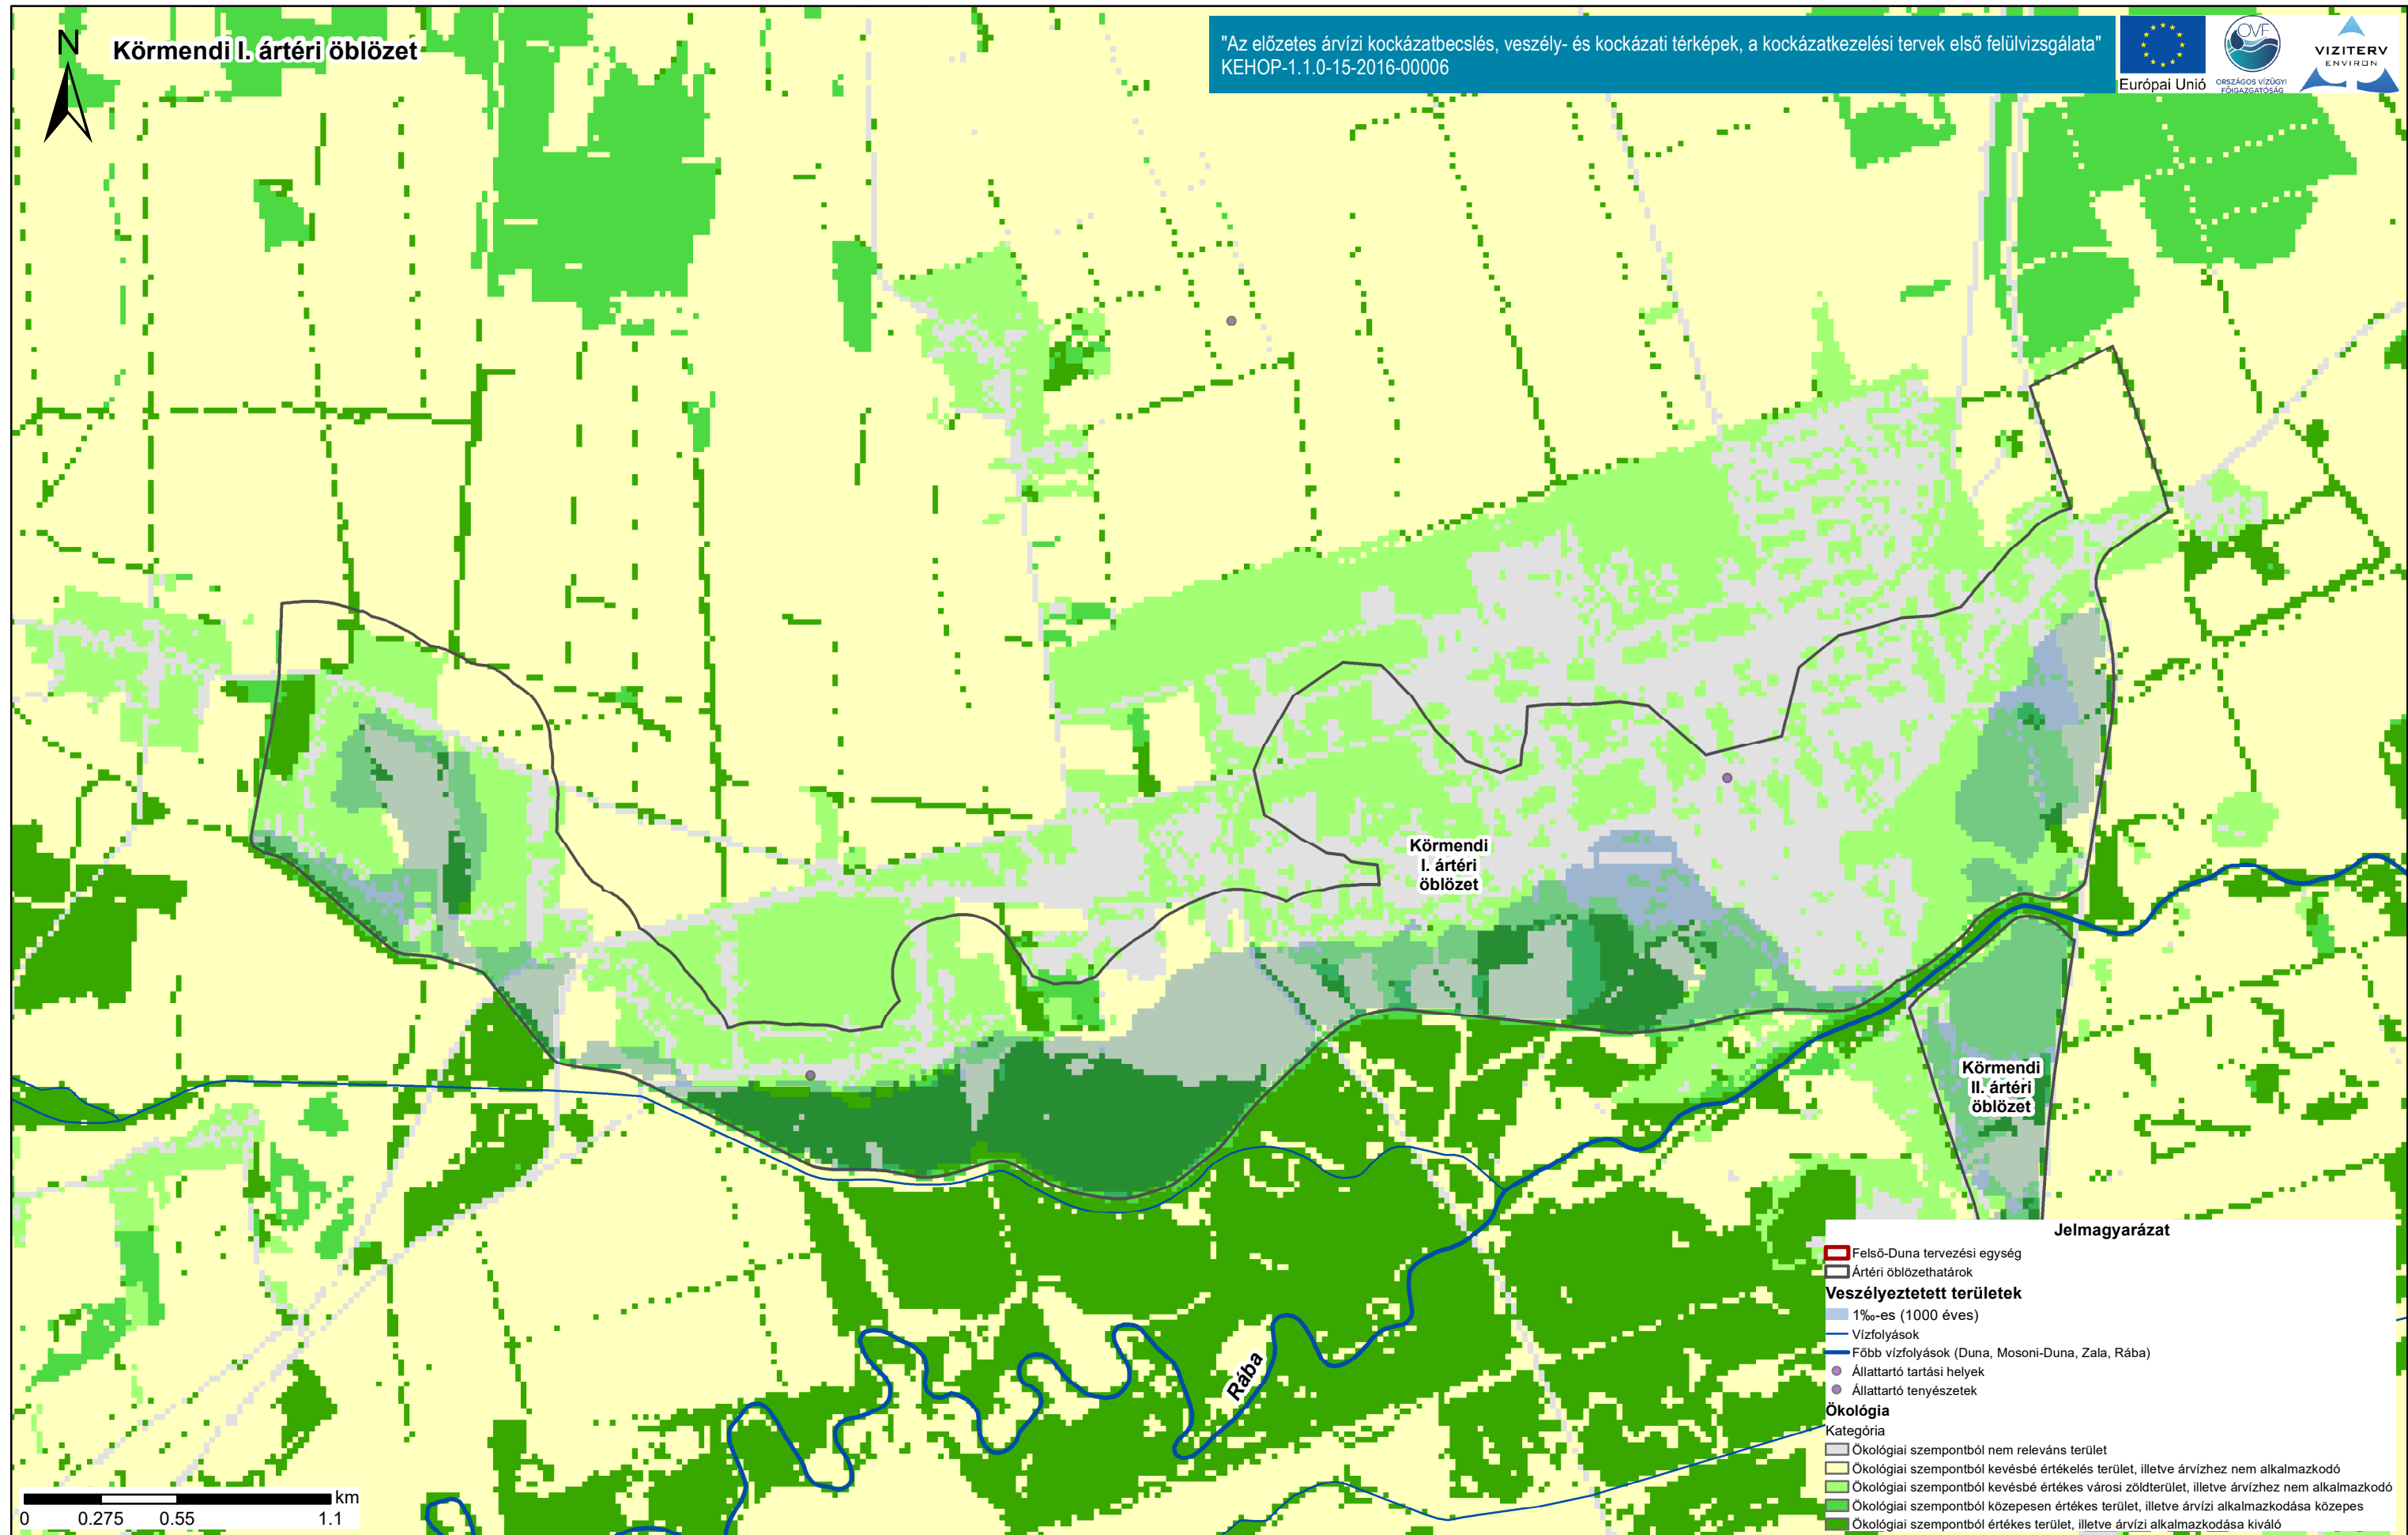 N
Körmendi I. ártéri öblözet
"Az előzetes árvízi kockázatbecslés, veszély- és kockázati térképek, a kockázatkezelési tervek első felülvizsgálata"
KEHOP-1.1.0-15-2016-00006
Európai Unió
OVF
ORSZÁGOS VÍZÜGYI
FŐIGAZGATÓSÁG
VIZITERV
ENVIRON
Körmendi
I. ártéri
öblözet
Körmendi
II. ártéri
öblözet
Rába
Jelmagyarázat
Felső-Duna tervezési egység
Ártéri öblözethatárok
Veszélyeztetett területek
1‰-es (1000 éves)
Vízfolyások
Főbb vízfolyások (Duna, Mosoni-Duna, Zala, Rába)
Állattartó tartási helyek
Állattartó tenyészetek
Ökológia
Kategória
Ökológiai szempontból nem releváns terület
Ökológiai szempontból kevésbé értékelés terület, illetve árvízhez nem alkalmazkodó
Ökológiai szempontból kevésbé értékes városi zöldterület, illetve árvízhez nem alkalmazkodó
Ökológiai szempontból közepesen értékes terület, illetve árvízi alkalmazkodása közepes
Ökológiai szempontból értékes terület, illetve árvízi alkalmazkodása kiváló
km
0 0.275 0.55 1.1